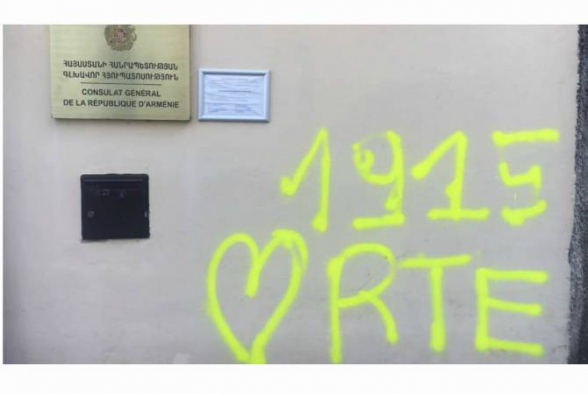 ՀԱՅԱՍՏԱՆԻ ՀԱՆՐԱՊԵՏՈՒԹՅԱՆ
ԳԼԽԱՎՈՐ ՀՅՈՒՊԱՏՈՍՈՒԹՅՈՒՆ
CONSULAT GÉNÉRAL
DE LA RÉPUBLIQUE D'ARMÉNIE
1915
RTE